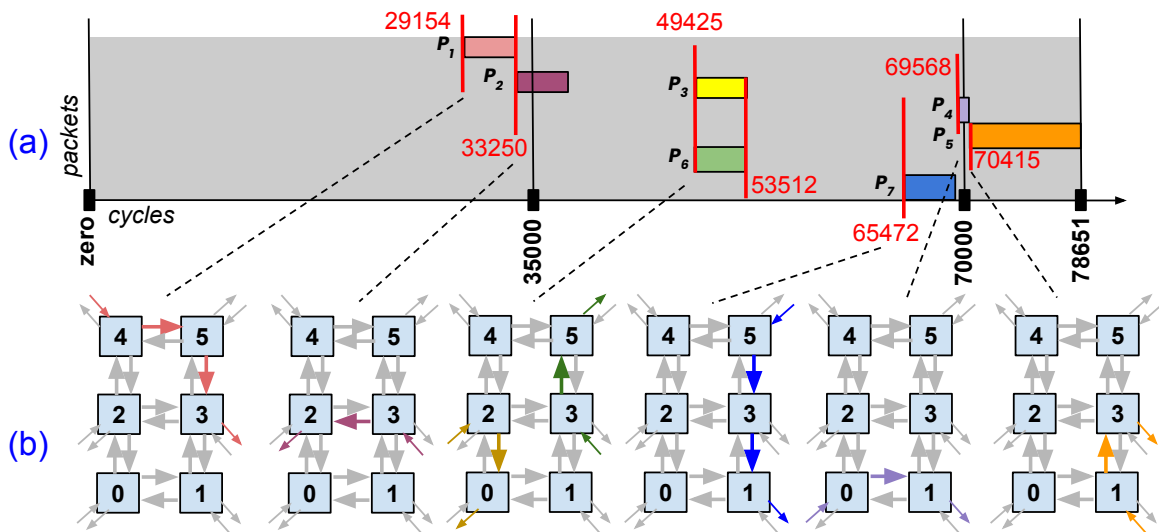 29154
49425
P1
69568
P2
P3
P4
packets
(a)
P5
33250
P6
70415
P7
53512
cycles
65472
zero
35000
70000
78651
4 5 4 5 4 5 4 5 4 5 4 5
2 3 2 3 2 3 2 3 2 3 2 3
(b)
0 1 0 1 0 1 0 1 0 1 0 1